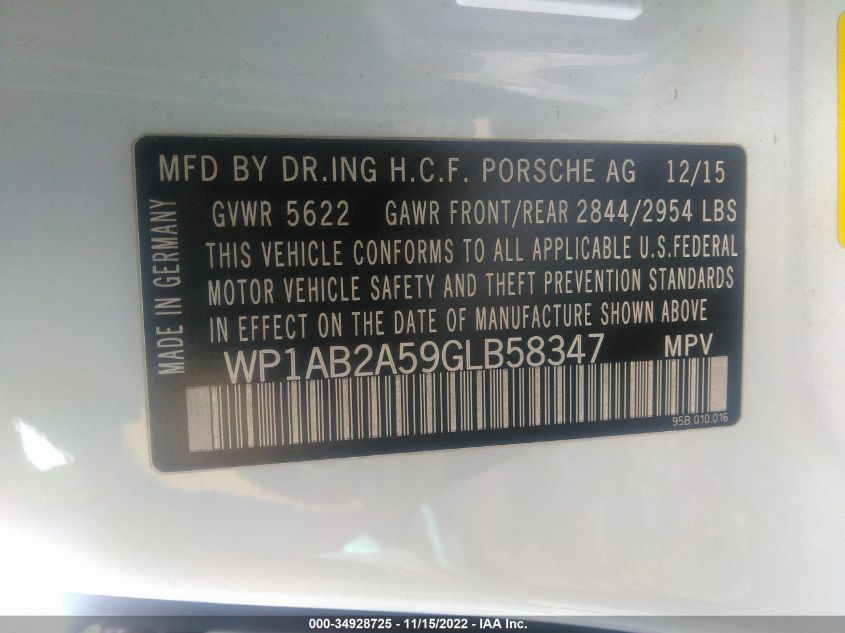 MFD BY DR.ING H.C.F. PORSCHE AG 12/15
GVWR 5622 GAWR FRONT/REAR 2844/2954 LBS
THIS VEHICLE CONFORMS TO ALL APPLICABLE U.S.FEDERAL
MOTOR VEHICLE SAFETY AND THEFT PREVENTION STANDARDS
IN EFFECT ON THE DATE OF MANUFACTURE SHOWN ABOVE
WP1AB2A59GLB58347 MPV
95B.010.016
MADE IN GERMANY
000-34928725 - 11/15/2022 - IAA Inc.